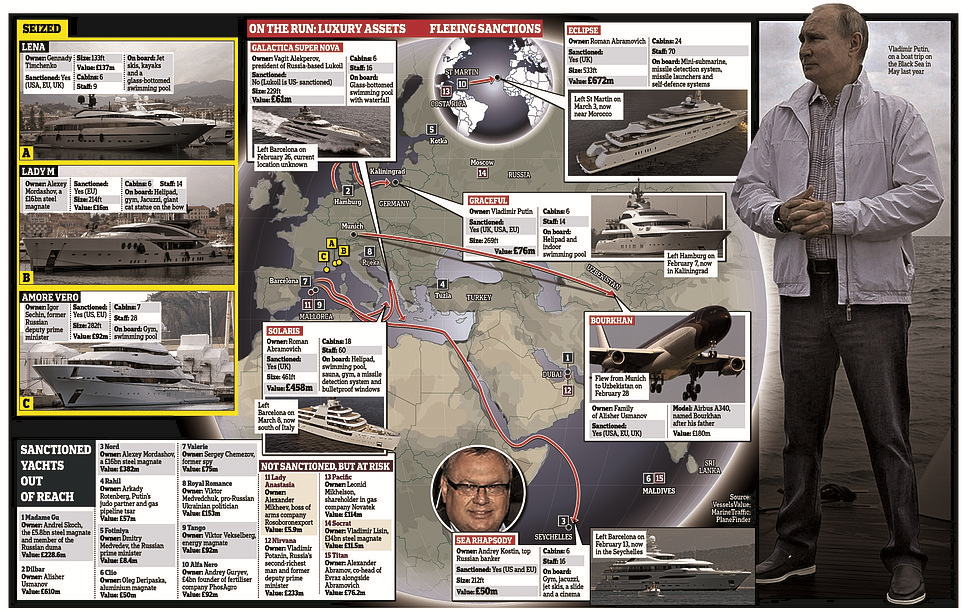 SEIZED
LENA
Owner: Gennady
Timchenko
Sanctioned: Yes
(USA, EU, UK)
Size: 133ft
Value: £137m
Cabins: 6
Staff: 9
On board: Jet
skis, kayaks
and a
glass-bottomed
swimming pool
A
LADY M
Owner: Alexey
Mordashov, a
£16bn steel
magnate
Sanctioned:
Yes (EU)
Size: 214ft
Value: £16m
Cabins: 6 Staff: 14
On board: Helipad,
gym, Jacuzzi, giant
cat statue on the bow
B
AMORE VERO
Owner: Igor
Sechin, former
Russian
deputy prime
minister
Sanctioned:
Yes (US, EU)
Size: 282ft
Value: £92m
Cabins: 7
Staff: 28
On board: Gym,
swimming pool
C
ON THE RUN: LUXURY ASSETS FLEEING SANCTIONS
GALACTICA SUPER NOVA
Owner: Vagit Alekperov,
president of Russia-based Lukoil
Sanctioned:
No (Lukoil is US-sanctioned)
Size: 229ft
Value: £61m
Cabins: 6
Staff: 16
On board:
Glass-bottomed
swimming pool
with waterfall
Left Barcelona on
February 26, current
location unknown
ST MARTIN
10
13
COSTA RICA
ECLIPSE
Owner: Roman Abramovich
Sanctioned:
Yes (UK)
Size: 533ft
Value: £672m
Cabins: 24
Staff: 70
On board: Mini-submarine,
missile detection system,
missile launchers and
self-defence systems
Left St Martin on
March 3, now
near Morocco
Vladimir Putin,
on a boat trip on
the Black Sea in
May last year
5
Kotka
Moscow
14
RUSSIA
Kaliningrad
2
Hamburg
GERMANY
Munich
A
B
C
8
Rijeka
Barcelona 7
11 9
MALLORCA
4
Tuzla
TURKEY
UZBEKISTAN
1
DUBAI
12
SRI
LANKA
6 15
MALDIVES
3
SEYCHELLES
GRACEFUL
Owner: Vladimir Putin
Sanctioned:
Yes (UK, USA, EU)
Size: 269ft
Value: £76m
Cabins: 6
Staff: 14
On board:
Helipad and
indoor
swimming pool
Left Hamburg on
February 7, now
in Kaliningrad
SOLARIS
Owner: Roman
Abramovich
Sanctioned:
Yes (UK)
Size: 461ft
Value: £458m
Cabins: 18
Staff: 60
On board: Helipad,
swimming pool,
sauna, gym, a missile
detection system and
bulletproof windows
Left
Barcelona on
March 8, now
south of Italy
BOURKHAN
Flew from Munich
to Uzbekistan on
February 28
Owner: Family
of Alisher Usmanov
Sanctioned:
Yes (USA, EU, UK)
Model: Airbus A340,
named Bourkhan
after his father
Value: £180m
SEA RHAPSODY
Owner: Andrey Kostin, top
Russian banker
Sanctioned: Yes (US and EU)
Size: 212ft
Value: £50m
Cabins: 6
Staff: 16
On board:
Gym, jacuzzi,
jet skis, a slide
and a cinema
Left Barcelona on
February 13, now in
the Seychelles
Source:
VesselsValue;
MarineTraffic;
PlaneFinder
SANCTIONED
YACHTS
OUT
OF REACH
1 Madame Gu
Owner: Andrei Skoch,
the £5.8bn steel magnate
and member of the
Russian duma
Value: £228.6m
2 Dilbar
Owner: Alisher
Usmanov
Value: £610m
3 Nord
Owner: Alexey Mordashov,
a £16bn steel magnate
Value: £382m
4 Rahil
Owner: Arkady
Rotenberg, Putin's
judo partner and gas
pipeline tsar
Value: £57m
5 Fotiniya
Owner: Dmitry
Medvedev, the Russian
prime minister
Value: £8.4m
6 Clio
Owner: Oleg Deripaska,
aluminium magnate
Value: £50m
7 Valerie
Owner: Sergey Chemezov,
former spy
Value: £75m
8 Royal Romance
Owner: Viktor
Medvedchuk, pro-Russian
Ukrainian politician
Value: £153m
9 Tango
Owner: Viktor Vekselberg,
energy magnate
Value: £92m
10 Alfa Nero
Owner: Andrey Guryev,
£4bn founder of fertiliser
company PhosAgro
Value: £92m
NOT SANCTIONED, BUT AT RISK
11 Lady
Anastasia
Owner:
Alexander
Mikheev, boss of
arms company
Rosoboronexport
Value: £5.9m
12 Nirvana
Owner: Vladimir
Potanin, Russia's
second-richest
man and former
deputy prime
minister
Value: £233m
13 Pacific
Owner: Leonid
Mikhelson,
shareholder in gas
company Novatek
Value: £114m
14 Socrat
Owner: Vladimir Lisin,
£14bn steel magnate
Value: £11.5m
15 Titan
Owner: Alexander
Abramov, co-head of
Evraz alongside
Abramovich
Value: £76.2m